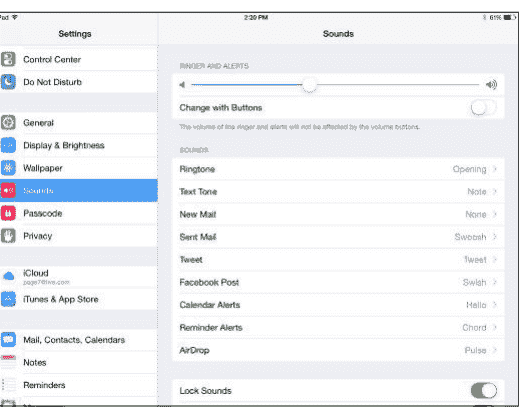 Pad
2:20 PM
61%
Settings
Sounds
Control Center
Do Not Disturb
General
Display & Brightness
Wallpaper
Sounds
Passcode
Privacy
iCloud
iTunes & App Store
Mail, Contacts, Calendars
Notes
Reminders
RINGER AND ALERTS
Change with Buttons
The volume of the ringer and alerts will not be affected by the volume buttons.
SOUNDS
Ringtone Opening
Text Tone Note
New Mail None
Sent Mail Swoosh
Tweet Tweet
Facebook Post Swish
Calendar Alerts Hello
Reminder Alerts Chord
AirDrop Pulse
Lock Sounds